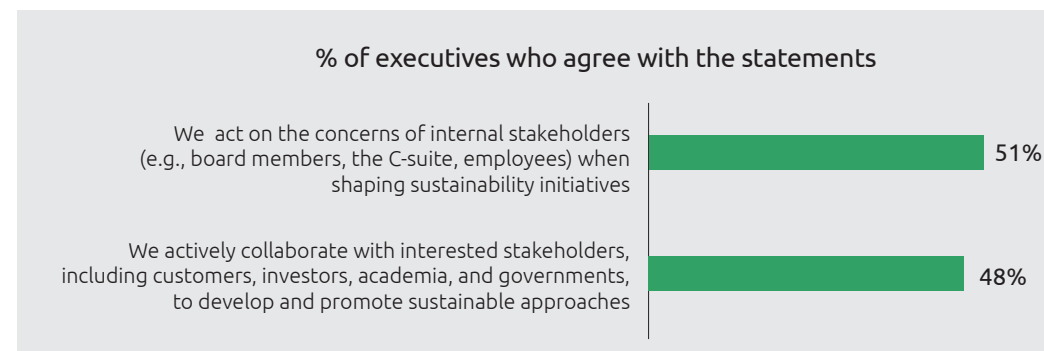 % of executives who agree with the statements
We act on the concerns of internal stakeholders
(e.g., board members, the C-suite, employees) when
shaping sustainability initiatives
51%
We actively collaborate with interested stakeholders,
including customers, investors, academia, and governments,
to develop and promote sustainable approaches
48%